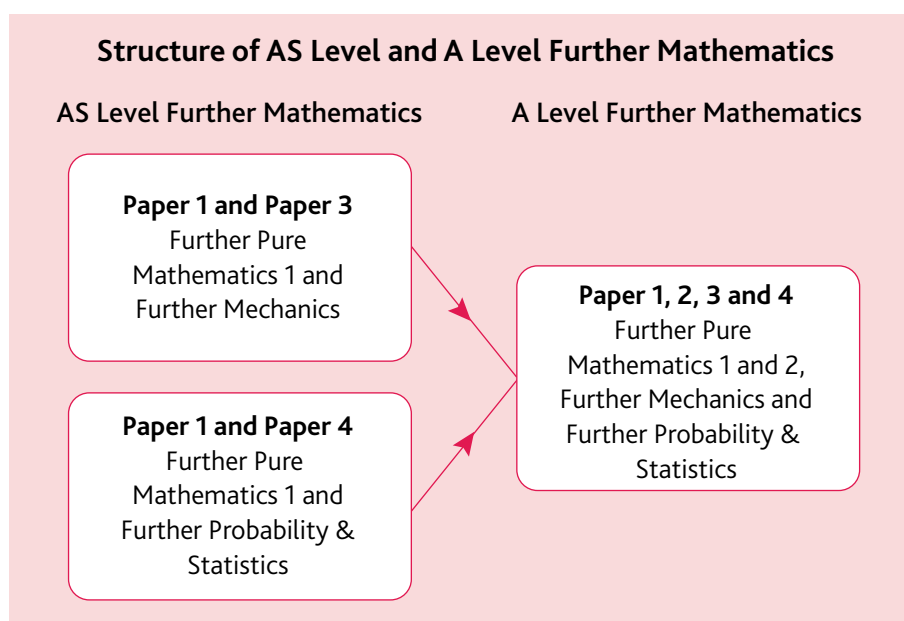 Structure of AS Level and A Level Further Mathematics
AS Level Further Mathematics
A Level Further Mathematics
Paper 1 and Paper 3
Further Pure
Mathematics 1 and
Further Mechanics
Paper 1 and Paper 4
Further Pure
Mathematics 1 and
Further Probability &
Statistics
Paper 1, 2, 3 and 4
Further Pure
Mathematics 1 and 2,
Further Mechanics and
Further Probability &
Statistics